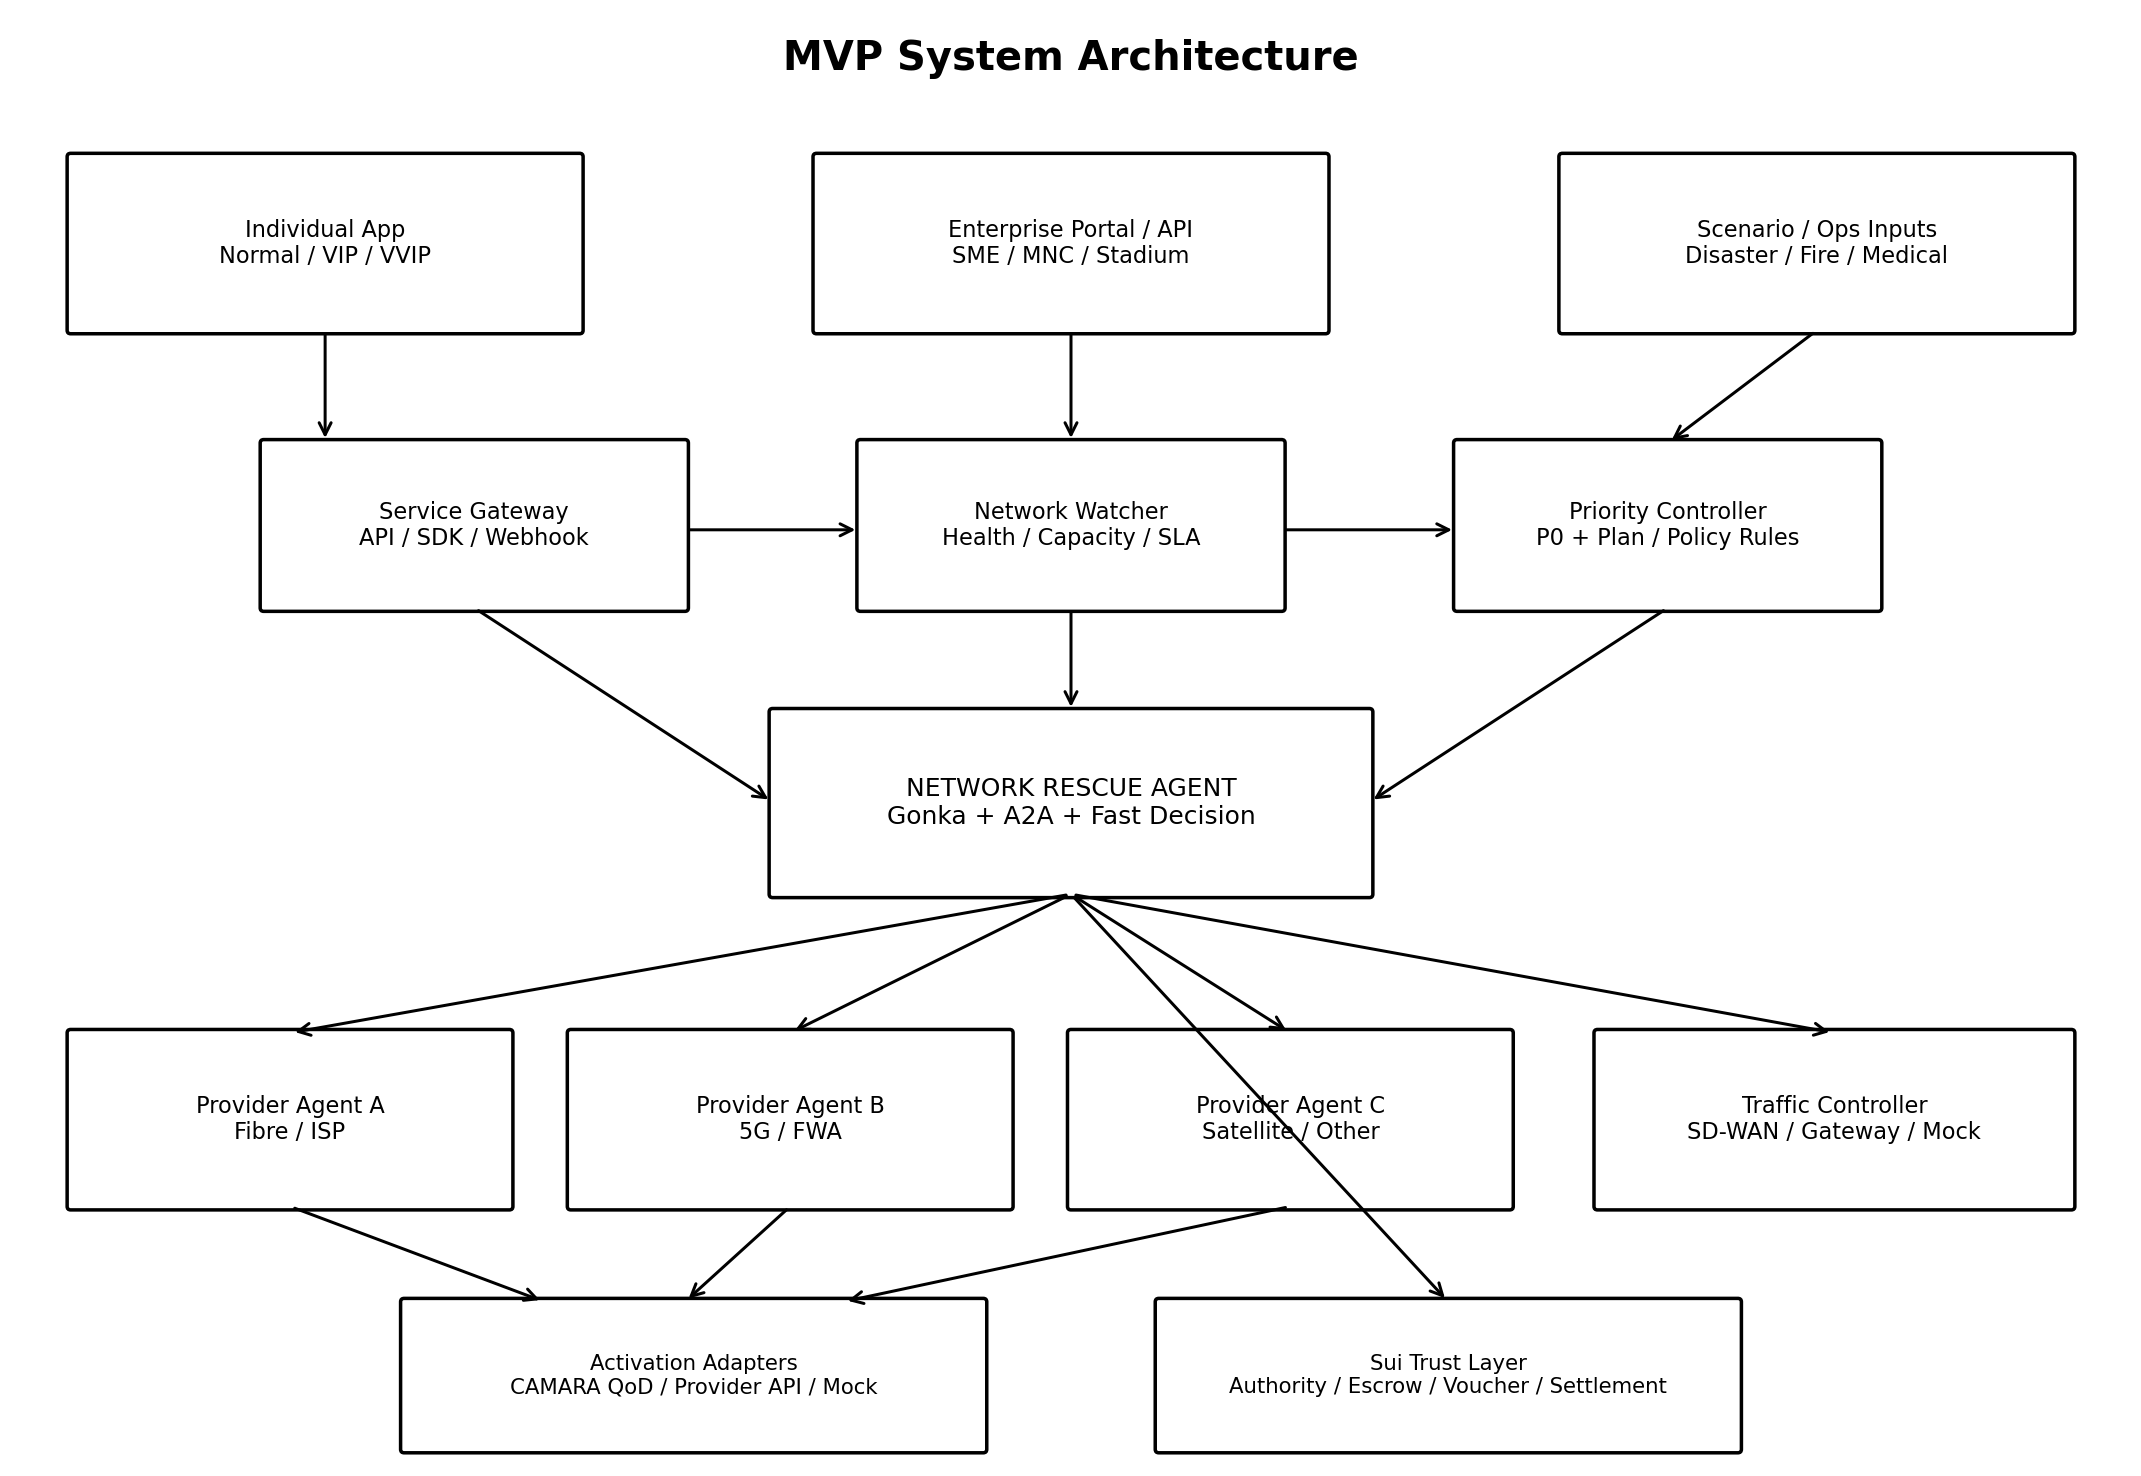 MVP System Architecture
Individual App
Normal / VIP / VVIP
Enterprise Portal / API
SME / MNC / Stadium
Scenario / Ops Inputs
Disaster / Fire / Medical
Service Gateway
API / SDK / Webhook
Network Watcher
Health / Capacity / SLA
Priority Controller
P0 + Plan / Policy Rules
NETWORK RESCUE AGENT
Gonka + A2A + Fast Decision
Provider Agent A
Fibre / ISP
Provider Agent B
5G / FWA
Provider Agent C
Satellite / Other
Traffic Controller
SD-WAN / Gateway / Mock
Activation Adapters
CAMARA QoD / Provider API / Mock
Sui Trust Layer
Authority / Escrow / Voucher / Settlement